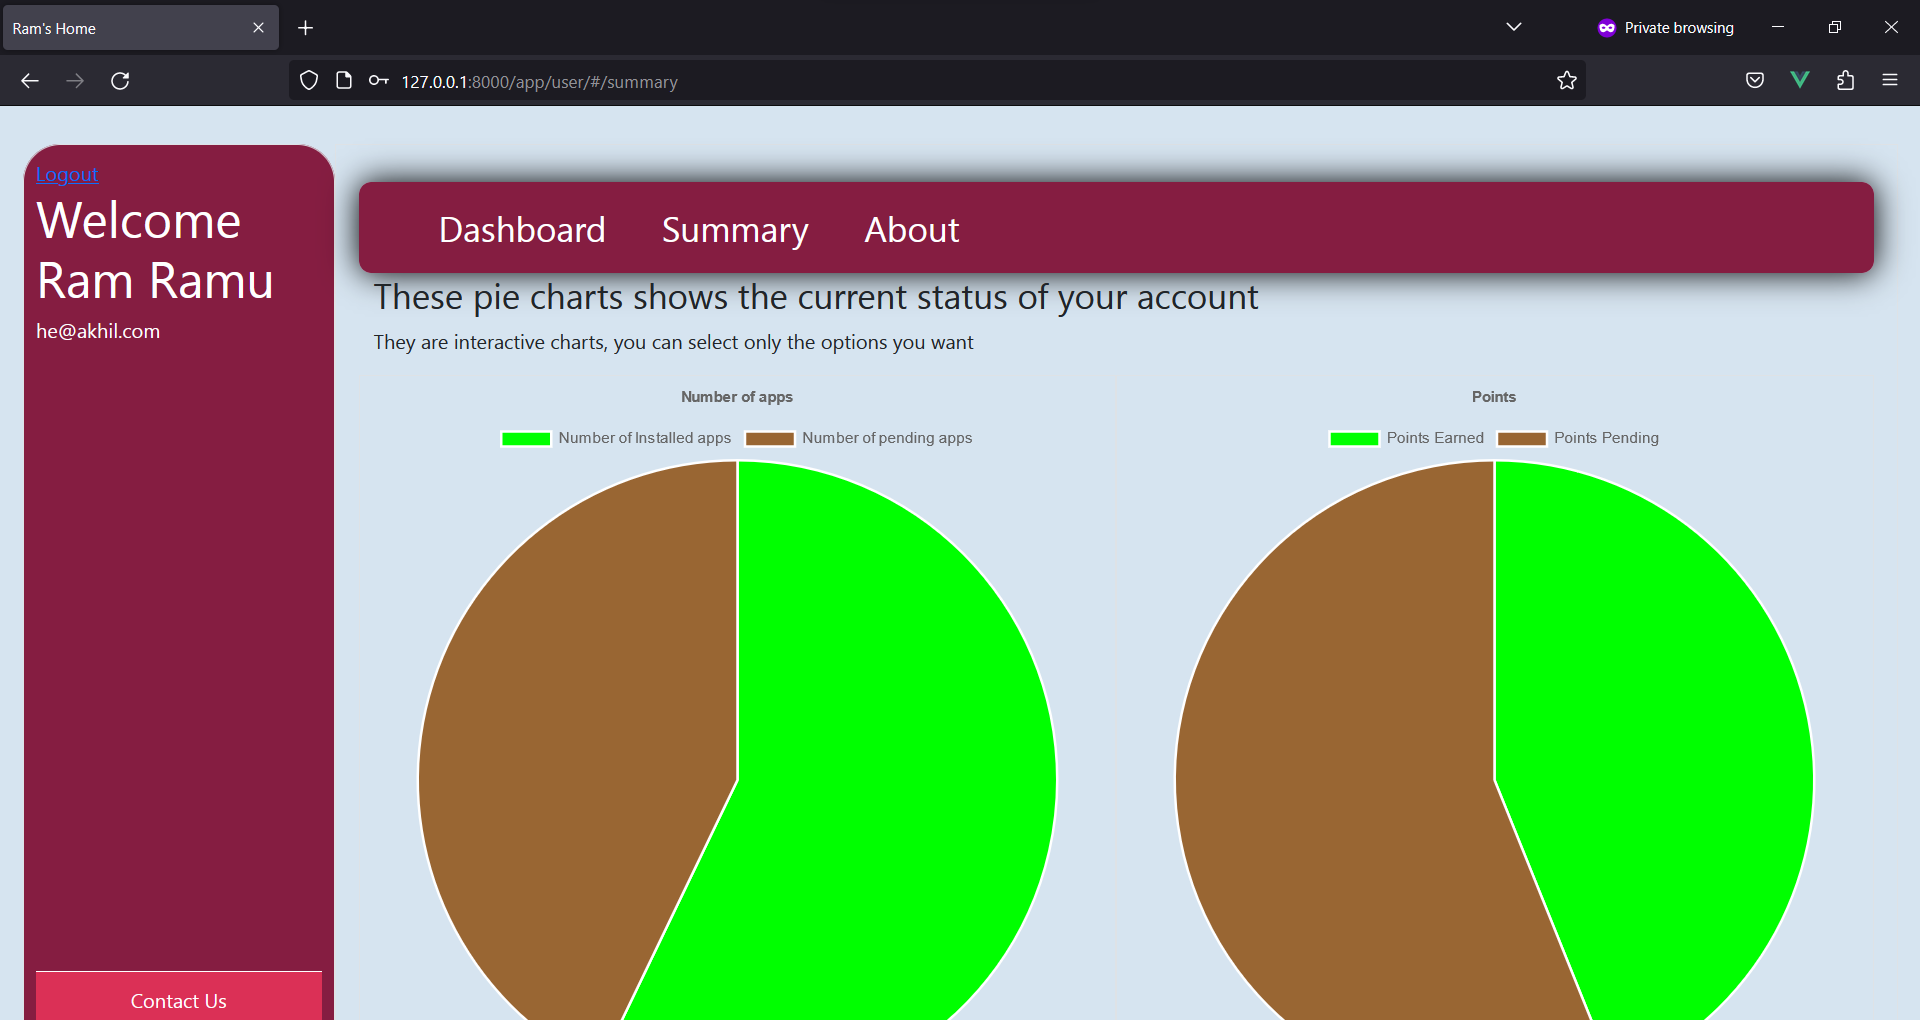 Ram's Home
Private browsing
127.0.0.1:8000/app/user/#/summary
Logout
Welcome
Ram Ramu
he@akhil.com
Contact Us
Dashboard Summary About
These pie charts shows the current status of your account
They are interactive charts, you can select only the options you want
Number of apps
Number of Installed apps Number of pending apps
Points
Points Earned Points Pending